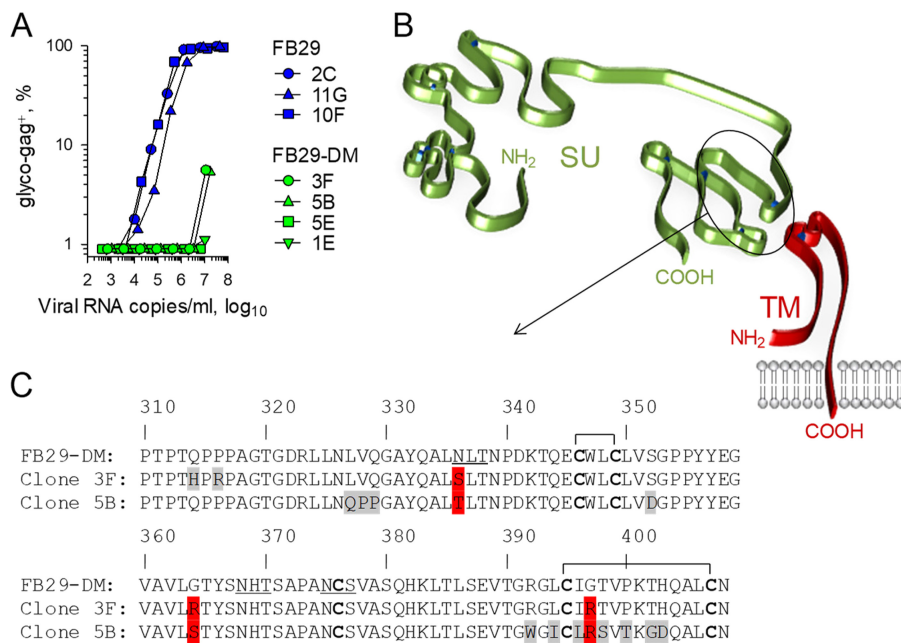 A
glyco-gag⁺, %
100
10
1
2 3 4 5 6 7 8
Viral RNA copies/ml, log₁₀
FB29
2C
11G
10F
FB29-DM
3F
5B
5E
1E
B
NH₂ SU
COOH
TM
NH₂
COOH
C
310 320 330 340 350
FB29-DM: PTPTQPPPAGTGDRLLNLVQGAYQALNLTNPDKTQECWLCLVSGPPYYEG
Clone 3F: PTPTHPRPAGTGDRLLNLVQGAYQALSLTNPDKTQECWLCLVSGPPYYEG
Clone 5B: PTPTQPPPAGTGDRLLNQPPGAYQALTLTNPDKTQECWLCLVDGPPYYEG
360 370 380 390 400
FB29-DM: VAVLGTYSNHTSAPANCSVASQHKLTLSEVTGRGLCIGTVPKTHQALCN
Clone 3F: VAVLRTYSNHTSAPANCSVASQHKLTLSEVTGRGLCIRTVPKTHQALCN
Clone 5B: VAVLSTYSNHTSAPANCSVASQHKLTLSEVTGWGICLRSVTKGDQALCN